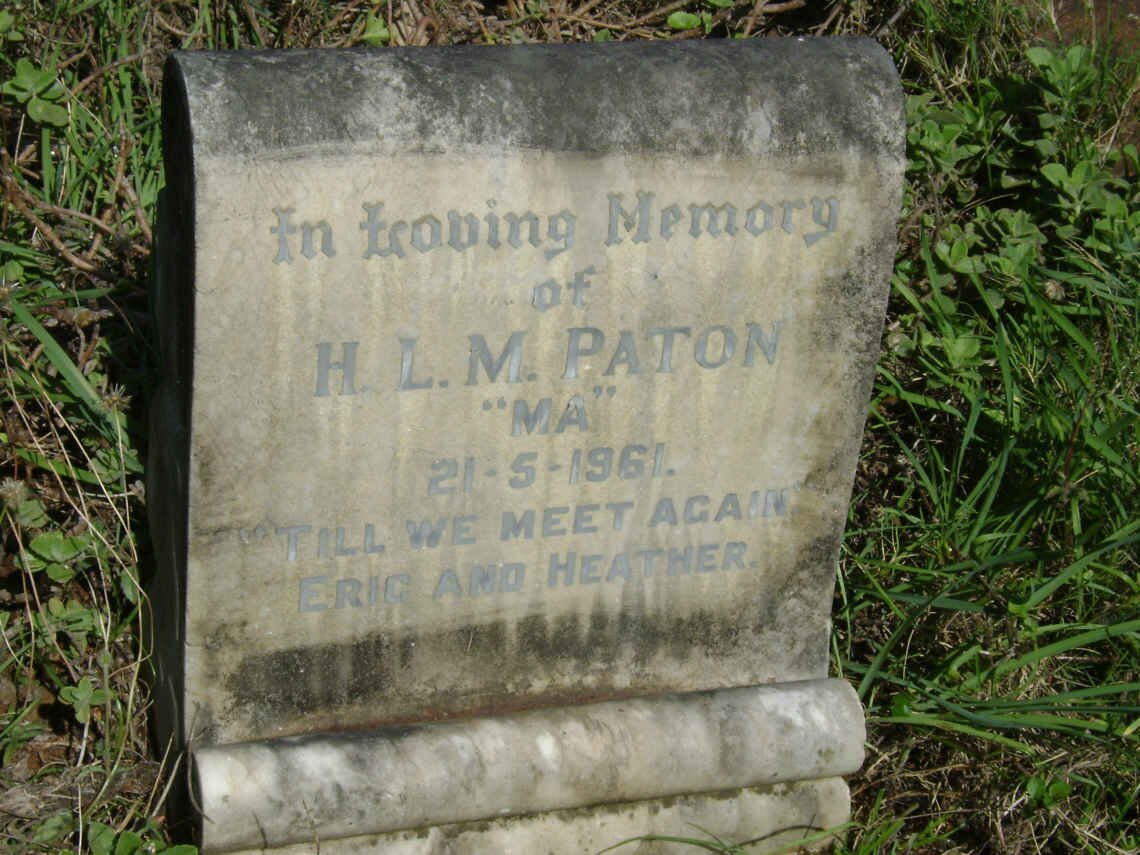 In Loving Memory
of
H. L. M. PATON
"MA"
21-5-1961.
"TILL WE MEET AGAIN"
ERIC AND HEATHER.